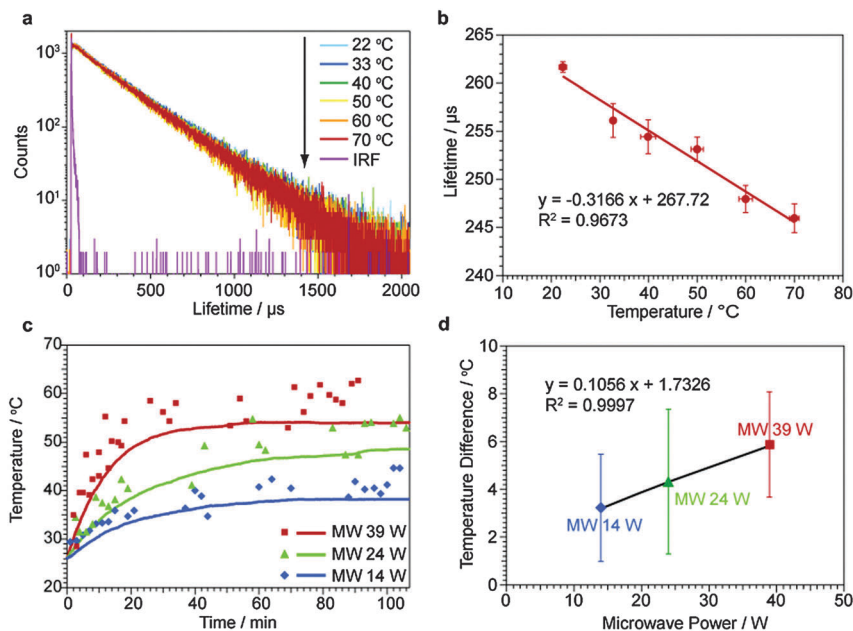 a
Counts
10³
10²
10¹
10⁰
0
500
1000
1500
2000
Lifetime / µs
22 ºC
33 ºC
40 ºC
50 ºC
60 ºC
70 ºC
IRF
b
Lifetime / µs
265
260
255
250
245
240
10
20
30
40
50
60
70
80
Temperature / °C
y = -0.3166 x + 267.72
R² = 0.9673
c
Temperature / ºC
70
60
50
40
30
20
0
20
40
60
80
100
Time / min
MW 39 W
MW 24 W
MW 14 W
d
Temperature Difference / ºC
10
8
6
4
2
0
0
10
20
30
40
50
Microwave Power / W
y = 0.1056 x + 1.7326
R² = 0.9997
MW 39 W
MW 24 W
MW 14 W